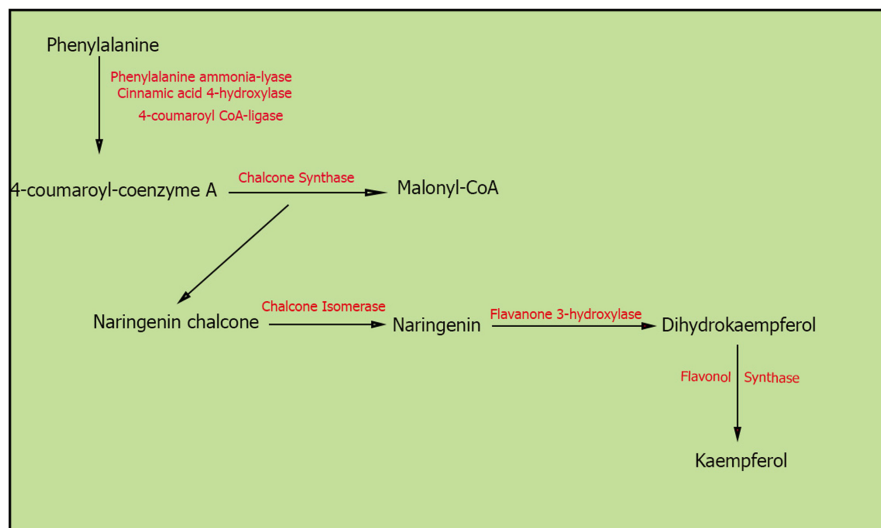 Phenylalanine
Phenylalanine ammonia-lyase
Cinnamic acid 4-hydroxylase
4-coumaroyl CoA-ligase
4-coumaroyl-coenzyme A
Chalcone Synthase
Malonyl-CoA
Naringenin chalcone
Chalcone Isomerase
Naringenin
Flavanone 3-hydroxylase
Dihydrokaempferol
Flavonol Synthase
Kaempferol